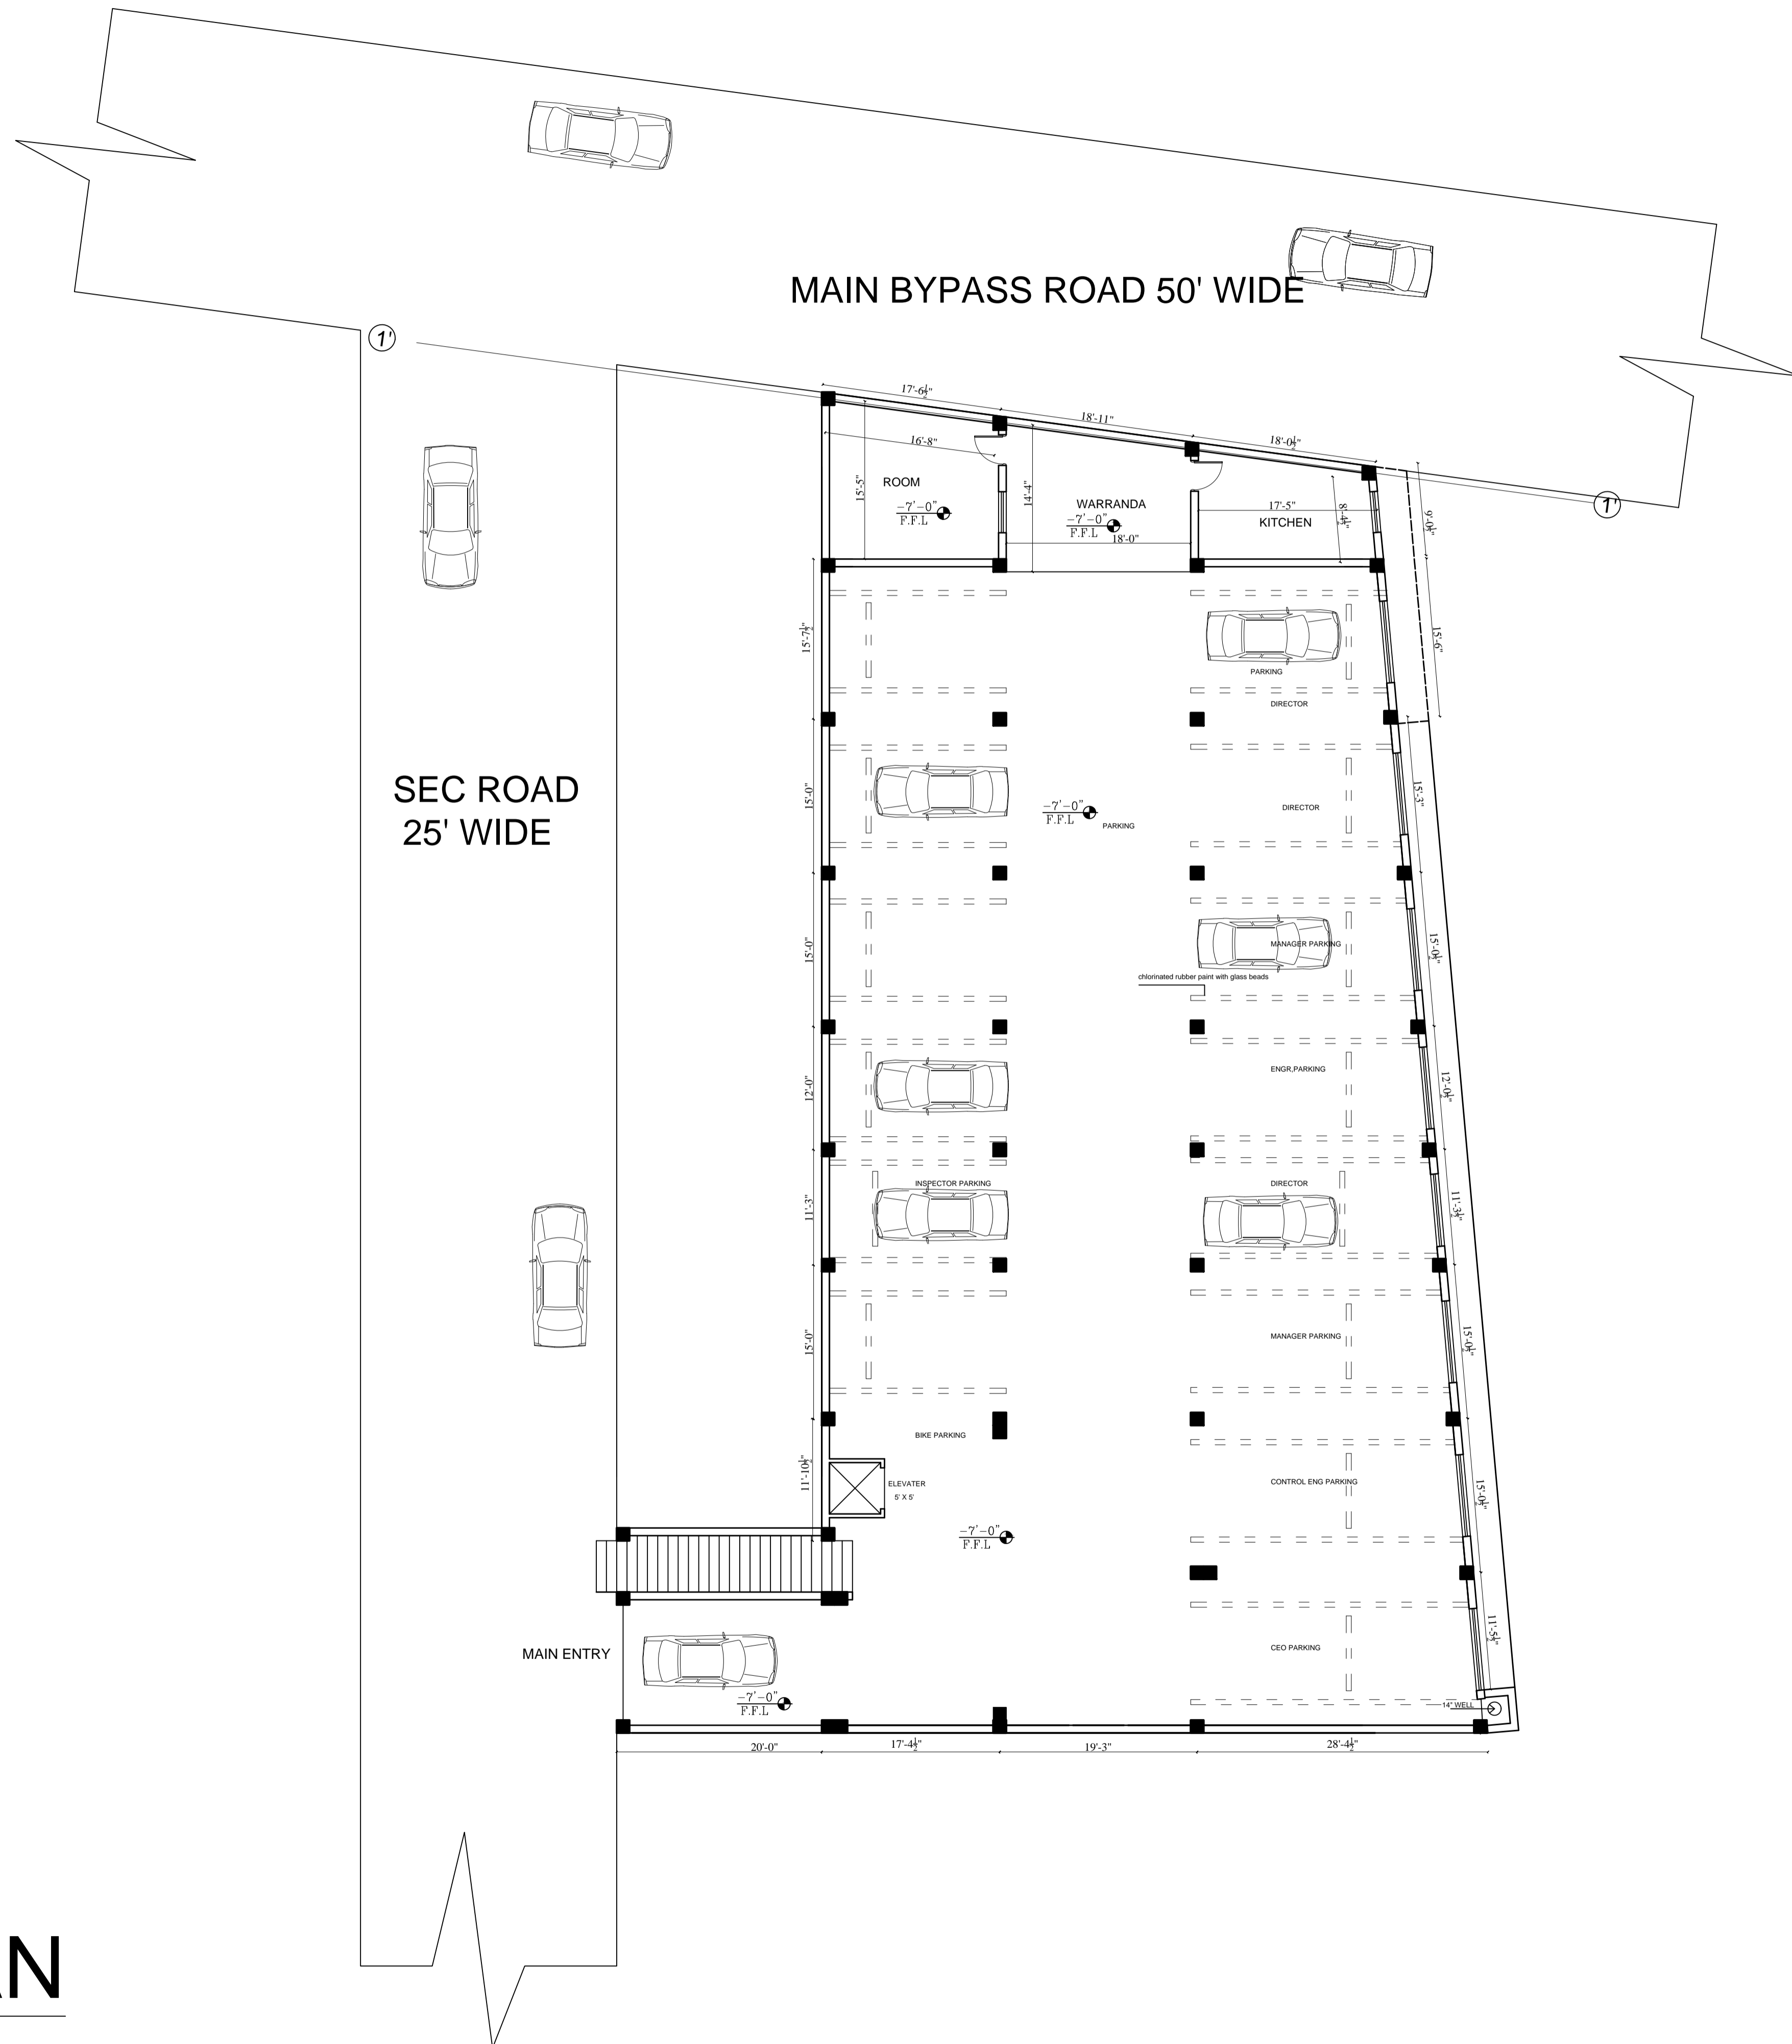 MAIN BYPASS ROAD 50' WIDE
1'
17'-6½"
18'-11"
18'-0½"
16'-8"
15'-5"
ROOM
-7'-0"
F.F.L
14'-4"
WARRANDA
-7'-0"
F.F.L
18'-0"
17'-5"
KITCHEN
8'-4½"
9'-0½"
1'
15'-7½"
15'-6"
PARKING
DIRECTOR
SEC ROAD
25' WIDE
15'-0"
-7'-0"
F.F.L
PARKING
DIRECTOR
15'-3"
15'-0"
MANAGER PARKING
15'-0½"
chlorinated rubber paint with glass beads
12'-0"
ENGR,PARKING
12'-0½"
11'-3"
INSPECTOR PARKING
DIRECTOR
11'-3½"
15'-0"
MANAGER PARKING
15'-0½"
BIKE PARKING
11'-10½"
ELEVATER
5' X 5'
CONTROL ENG PARKING
15'-0½"
-7'-0"
F.F.L
MAIN ENTRY
CEO PARKING
11'-5½"
-7'-0"
F.F.L
14" WELL
20'-0"
17'-4½"
19'-3"
28'-4½"
AN